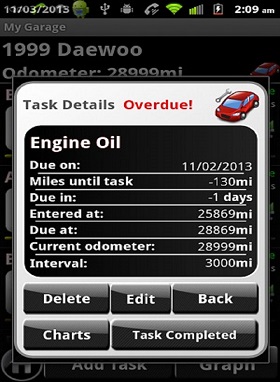 11/03/2013 2:09 am
My Garage
1999 Daewoo
Odometer: 28999mi
Task Details Overdue!
Engine Oil
Due on: 11/02/2013
Miles until task -130mi
Due in: -1 days
Entered at: 25869mi
Due at: 28869mi
Current odometer: 28999mi
Interval: 3000mi
Delete Edit Back
Charts Task Completed
Add Task Graph